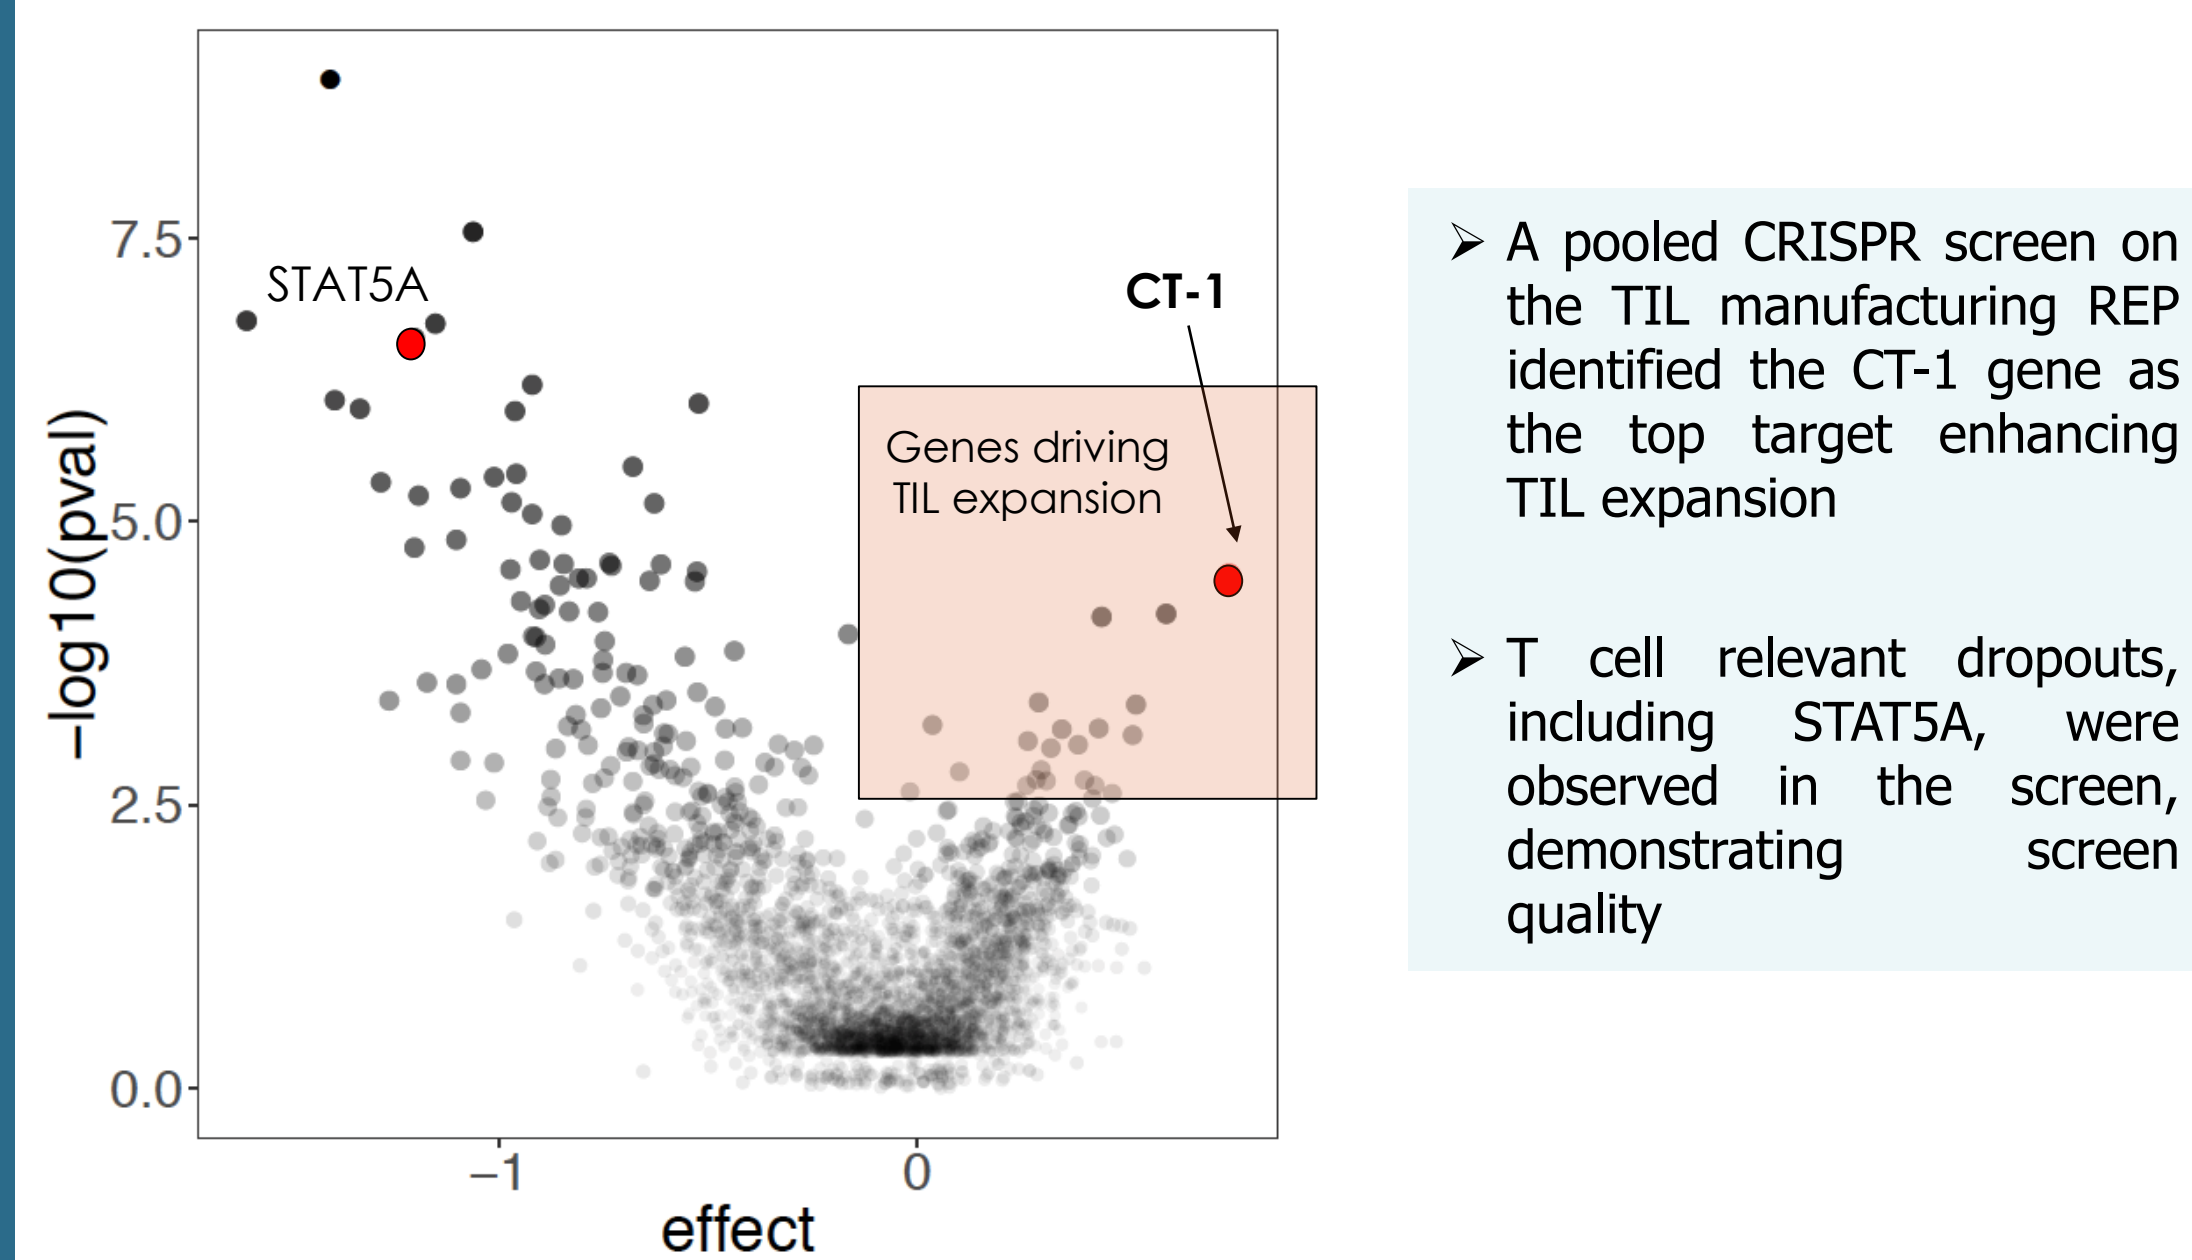 7.5
5.0
2.5
0.0
−log10(pval)
−1
0
effect
STAT5A
CT-1
Genes driving
TIL expansion
➢ A pooled CRISPR screen on
the TIL manufacturing REP
identified the CT-1 gene as
the top target enhancing
TIL expansion
➢ T cell relevant dropouts,
including STAT5A, were
observed in the screen,
demonstrating screen
quality